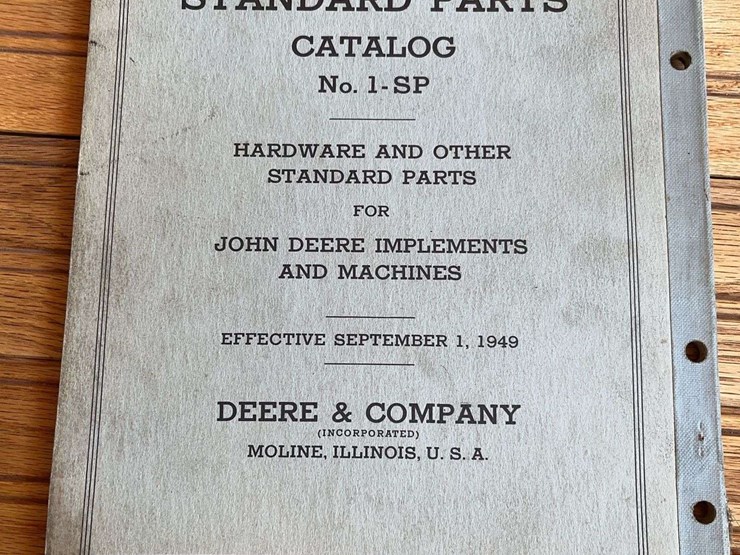 STANDARD PARTS
CATALOG
No. 1-SP
HARDWARE AND OTHER
STANDARD PARTS
FOR
JOHN DEERE IMPLEMENTS
AND MACHINES
EFFECTIVE SEPTEMBER 1, 1949
DEERE & COMPANY
(INCORPORATED)
MOLINE, ILLINOIS, U. S. A.